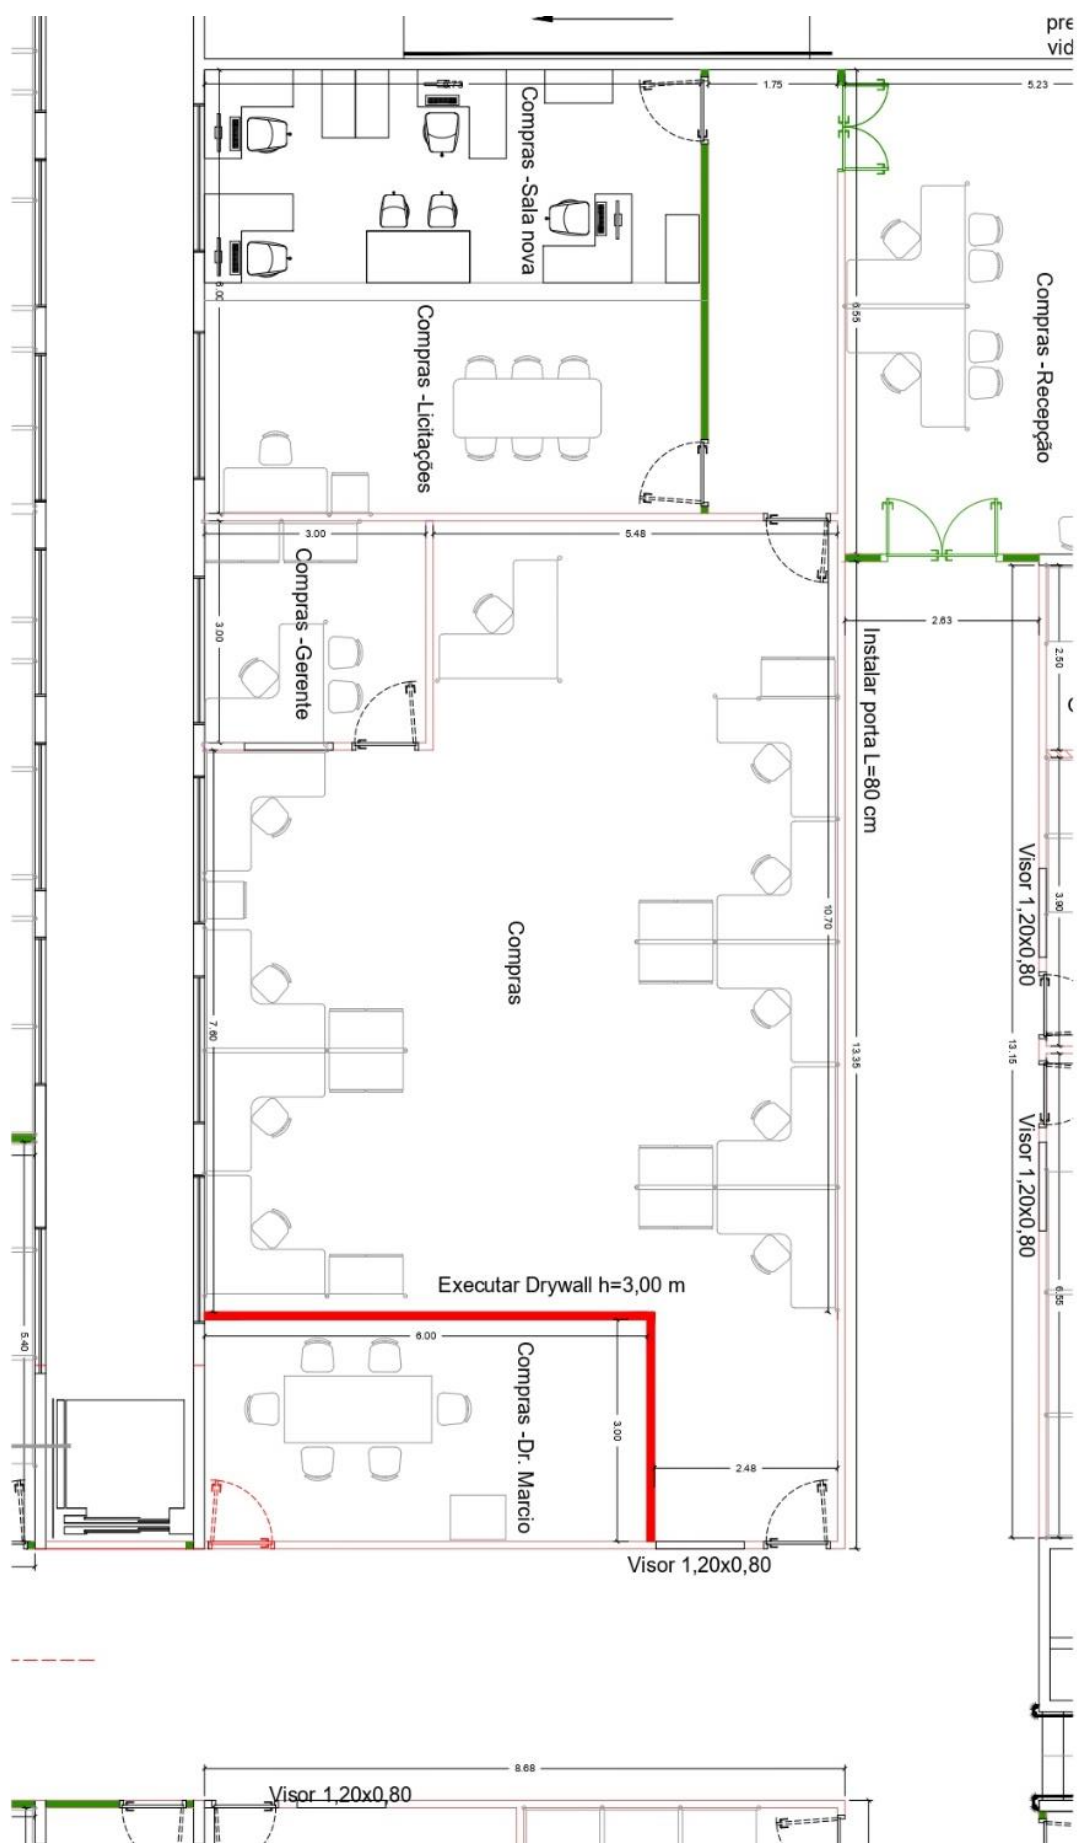 pre
vid
1.75
5.23
Compras -Sala nova
6.00
Compras -Licitações
6.55
Compras -Recepção
3.00
5.48
3.00
Compras -Gerente
2.63
2.50
Instalar porta L=80 cm
Visor 1,20x0,80
3.90
10.70
Compras
7.60
13.35
13.15
Visor 1,20x0,80
Executar Drywall h=3,00 m
6.55
5.40
6.00
Compras -Dr. Marcio
3.00
2.48
Visor 1,20x0,80
8.68
Visor 1,20x0,80